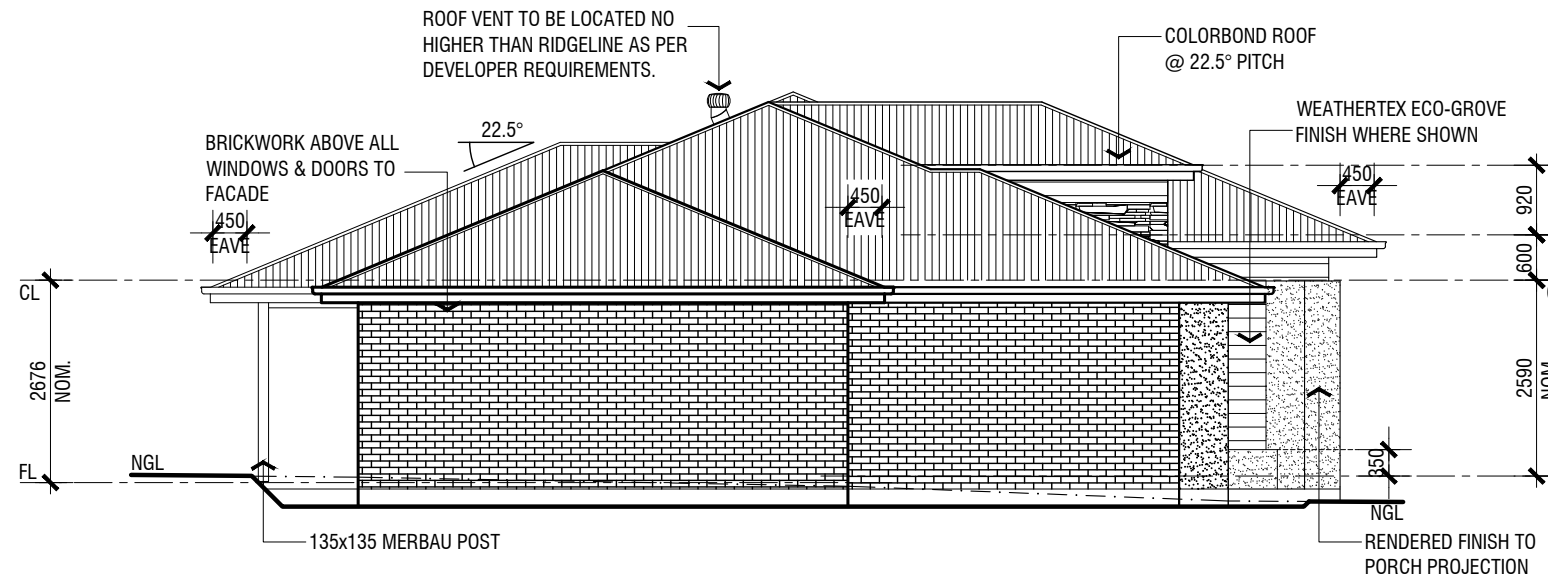 ROOF VENT TO BE LOCATED NO
HIGHER THAN RIDGELINE AS PER
DEVELOPER REQUIREMENTS.
COLORBOND ROOF
@ 22.5° PITCH
WEATHERTEX ECO-GROVE
FINISH WHERE SHOWN
BRICKWORK ABOVE ALL
WINDOWS & DOORS TO
FACADE
22.5°
450
EAVE
450
EAVE
450
EAVE
920
600
CL
2676
NOM.
2590
NOM.
350
FL
NGL
NGL
135x135 MERBAU POST
RENDERED FINISH TO
PORCH PROJECTION